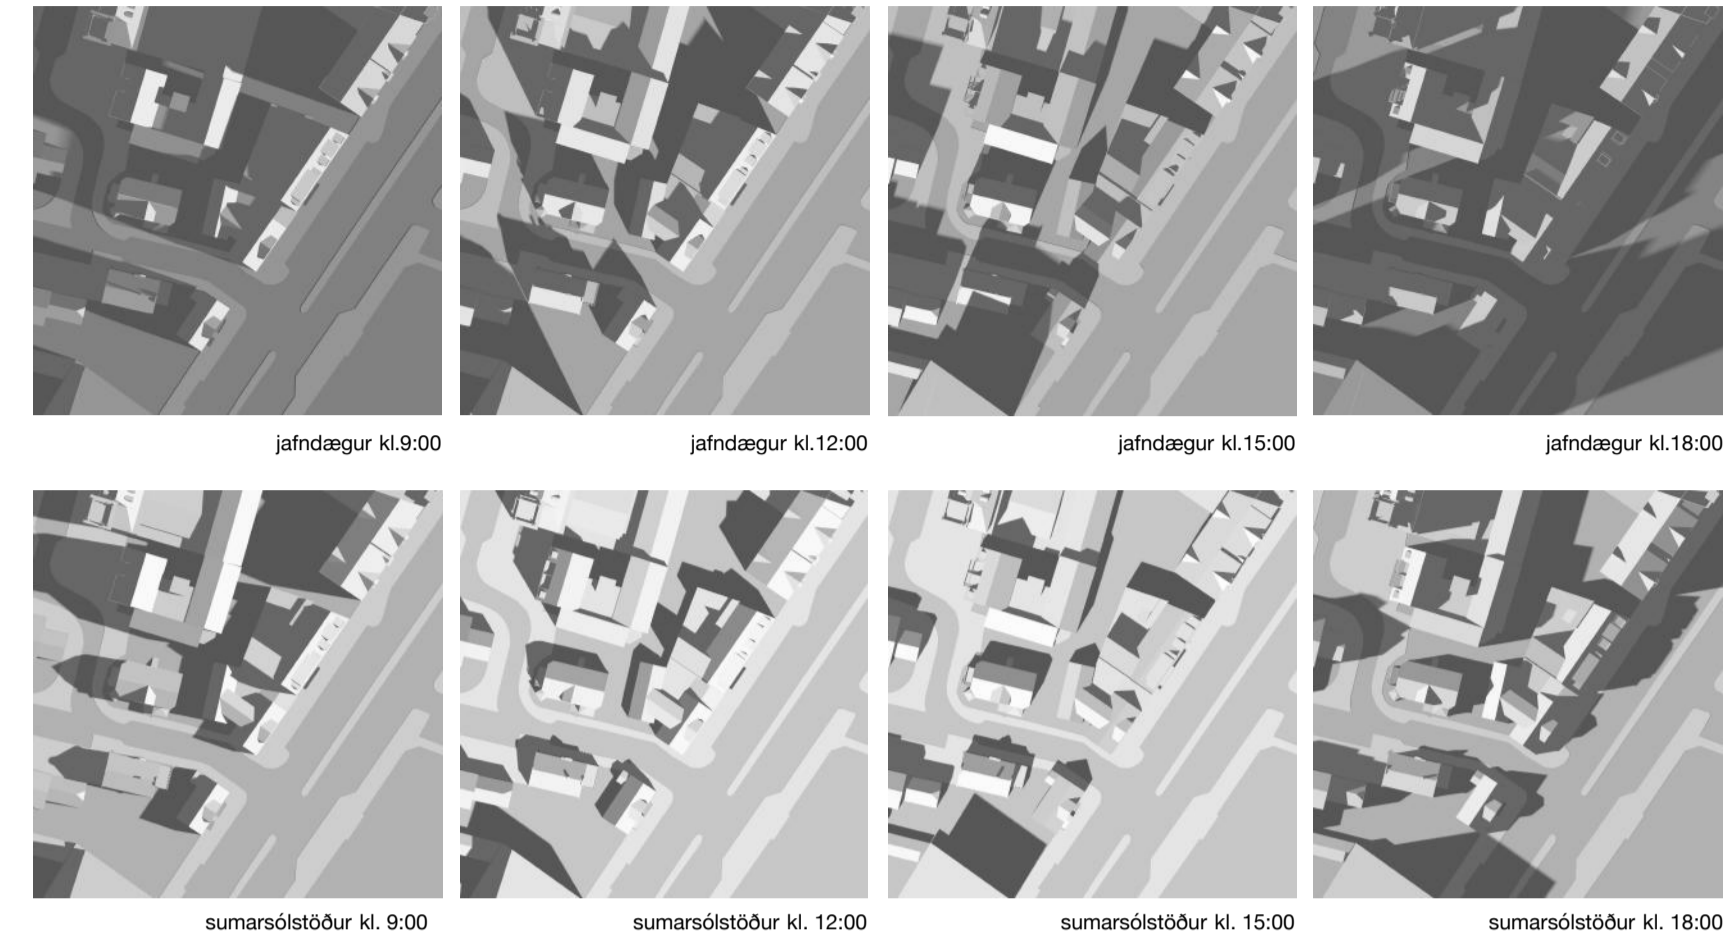 jafndægur kl.9:00
jafndægur kl.12:00
jafndægur kl.15:00
jafndægur kl.18:00
sumarsólstöður kl. 9:00
sumarsólstöður kl. 12:00
sumarsólstöður kl. 15:00
sumarsólstöður kl. 18:00